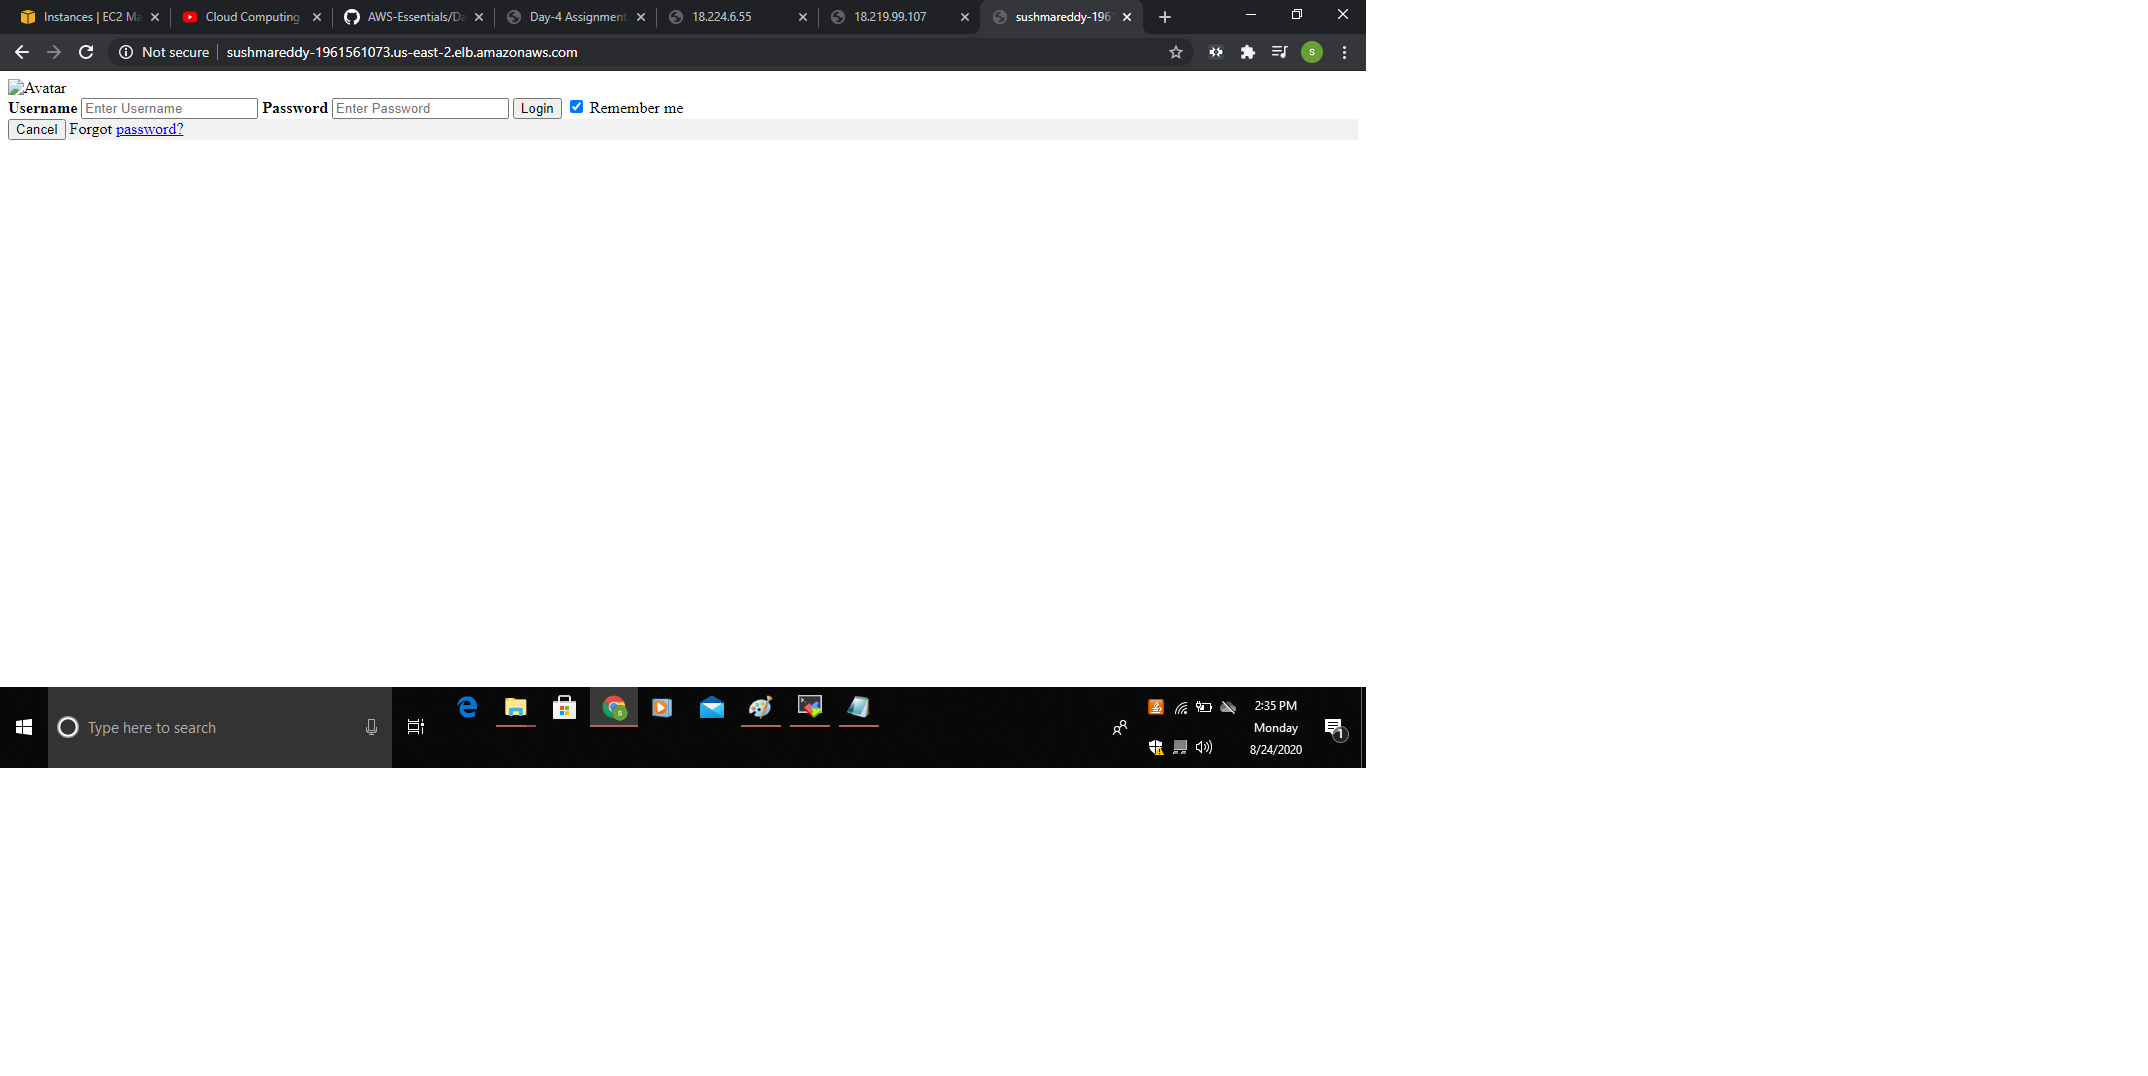 Instances | EC2 Ma
Cloud Computing
AWS-Essentials/Da
Day-4 Assignment
18.224.6.55
18.219.99.107
sushmareddy-196
Not secure
sushmareddy-1961561073.us-east-2.elb.amazonaws.com
s
Avatar
Username Enter Username Password Enter Password Login Remember me
Cancel Forgot password?
Type here to search
s
2:35 PM
Monday
8/24/2020
1